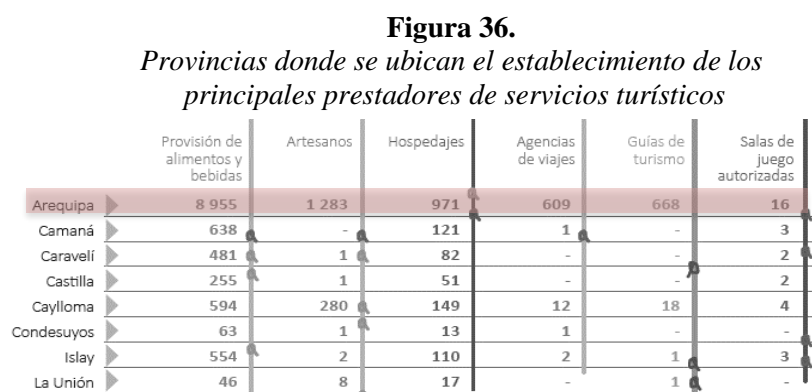 Figura 36.
Provincias donde se ubican el establecimiento de los
principales prestadores de servicios turísticos
Provisión de alimentos y bebidas Artesanos Hospedajes Agencias de viajes Guías de turismo Salas de juego autorizadas
Arequipa 8 955 1 283 971 609 668 16
Camaná 638 - 121 1 - 3
Caravelí 481 1 82 - - 2
Castilla 255 1 51 - - 2
Caylloma 594 280 149 12 18 4
Condesuyos 63 1 13 1 - -
Islay 554 2 110 2 1 3
La Unión 46 8 17 - 1 -